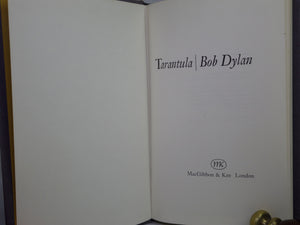 Tarantula | Bob Dylan
mk
MacGibbon & Kee London